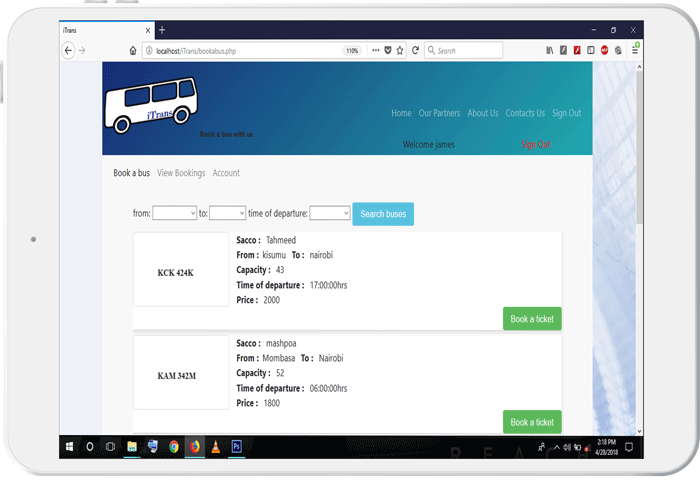 iTrans
localhost/iTrans/bookabus.php
110%
Search
iTrans
Book a bus with us
Home Our Partners About Us Contacts Us Sign Out
Welcome james
Sign Out
Book a bus View Bookings Account
from: to: time of departure: Search buses
KCK 424K
Sacco : Tahmeed
From : kisumu To : nairobi
Capacity : 43
Time of departure : 17:00:00hrs
Price : 2000
Book a ticket
KAM 342M
Sacco : mashpoa
From : Mombasa To : Nairobi
Capacity : 52
Time of departure : 06:00:00hrs
Price : 1800
Book a ticket
Ps
2:18 PM
4/28/2018